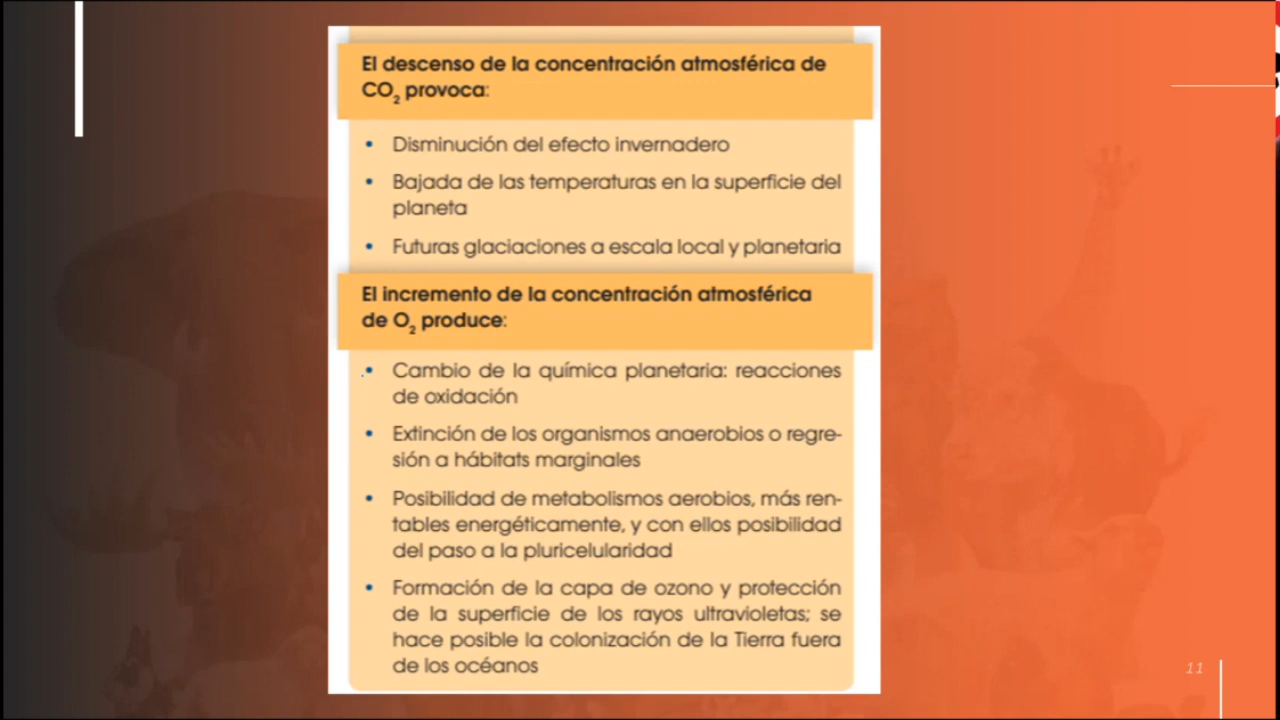 El descenso de la concentración atmosférica de
CO₂ provoca:
• Disminución del efecto invernadero
• Bajada de las temperaturas en la superficie del
planeta
• Futuras glaciaciones a escala local y planetaria
El incremento de la concentración atmosférica
de O₂ produce:
• Cambio de la química planetaria: reacciones
de oxidación
• Extinción de los organismos anaerobios o regre-
sión a hábitats marginales
• Posibilidad de metabolismos aerobios, más ren-
tables energéticamente, y con ellos posibilidad
del paso a la pluricelularidad
• Formación de la capa de ozono y protección
de la superficie de los rayos ultravioletas; se
hace posible la colonización de la Tierra fuera
de los océanos
11